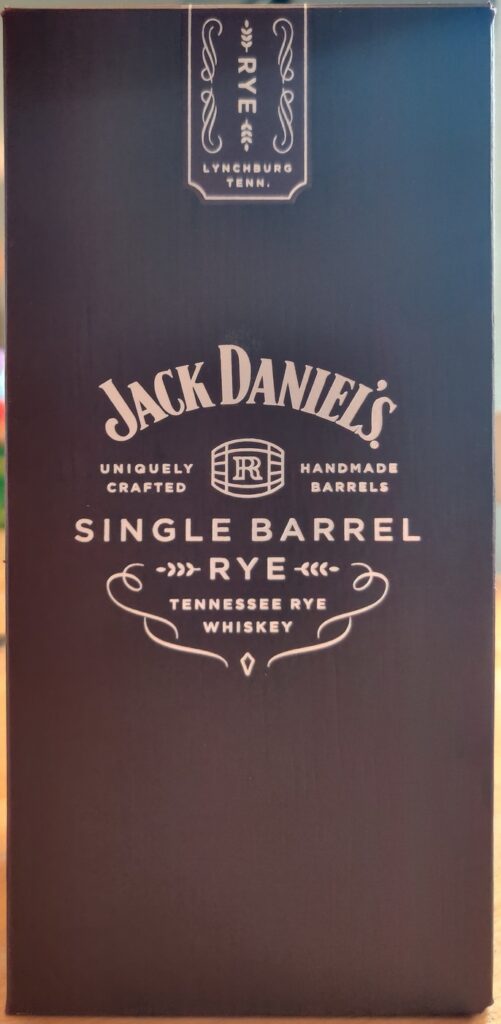 RYE
LYNCHBURG
TENN.
JACK DANIEL'S
UNIQUELY
CRAFTED
R
HANDMADE
BARRELS
SINGLE BARREL
RYE
TENNESSEE RYE
WHISKEY